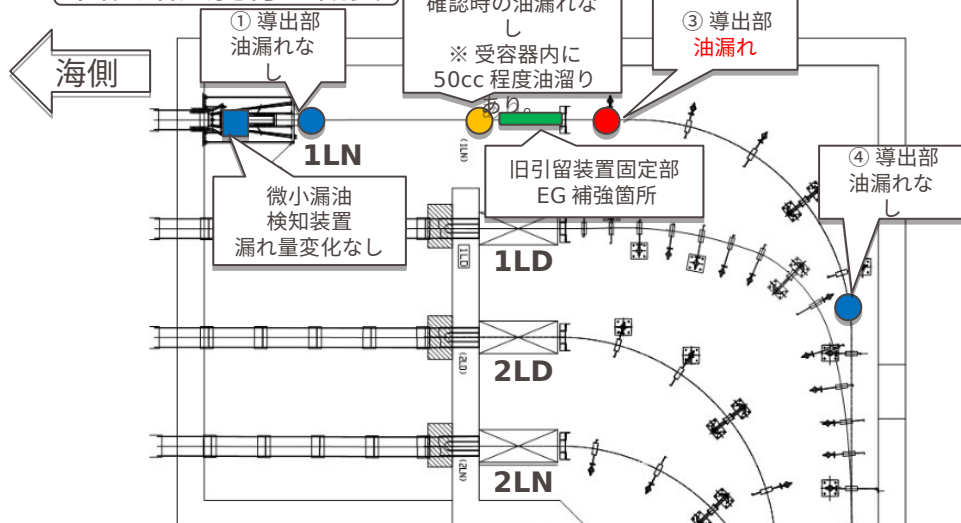 ① 導出部
油漏れな
し
確認時の油漏れな
し
※ 受容器内に
50cc 程度油溜り
あり。
③ 導出部
油漏れ
海側
1LN
(1LN)
旧引留装置固定部
EG 補強箇所
④ 導出部
油漏れな
し
微小漏油
検知装置
漏れ量変化なし
1LD
1LD
2LD
(2LD)
2LN
(2LN)